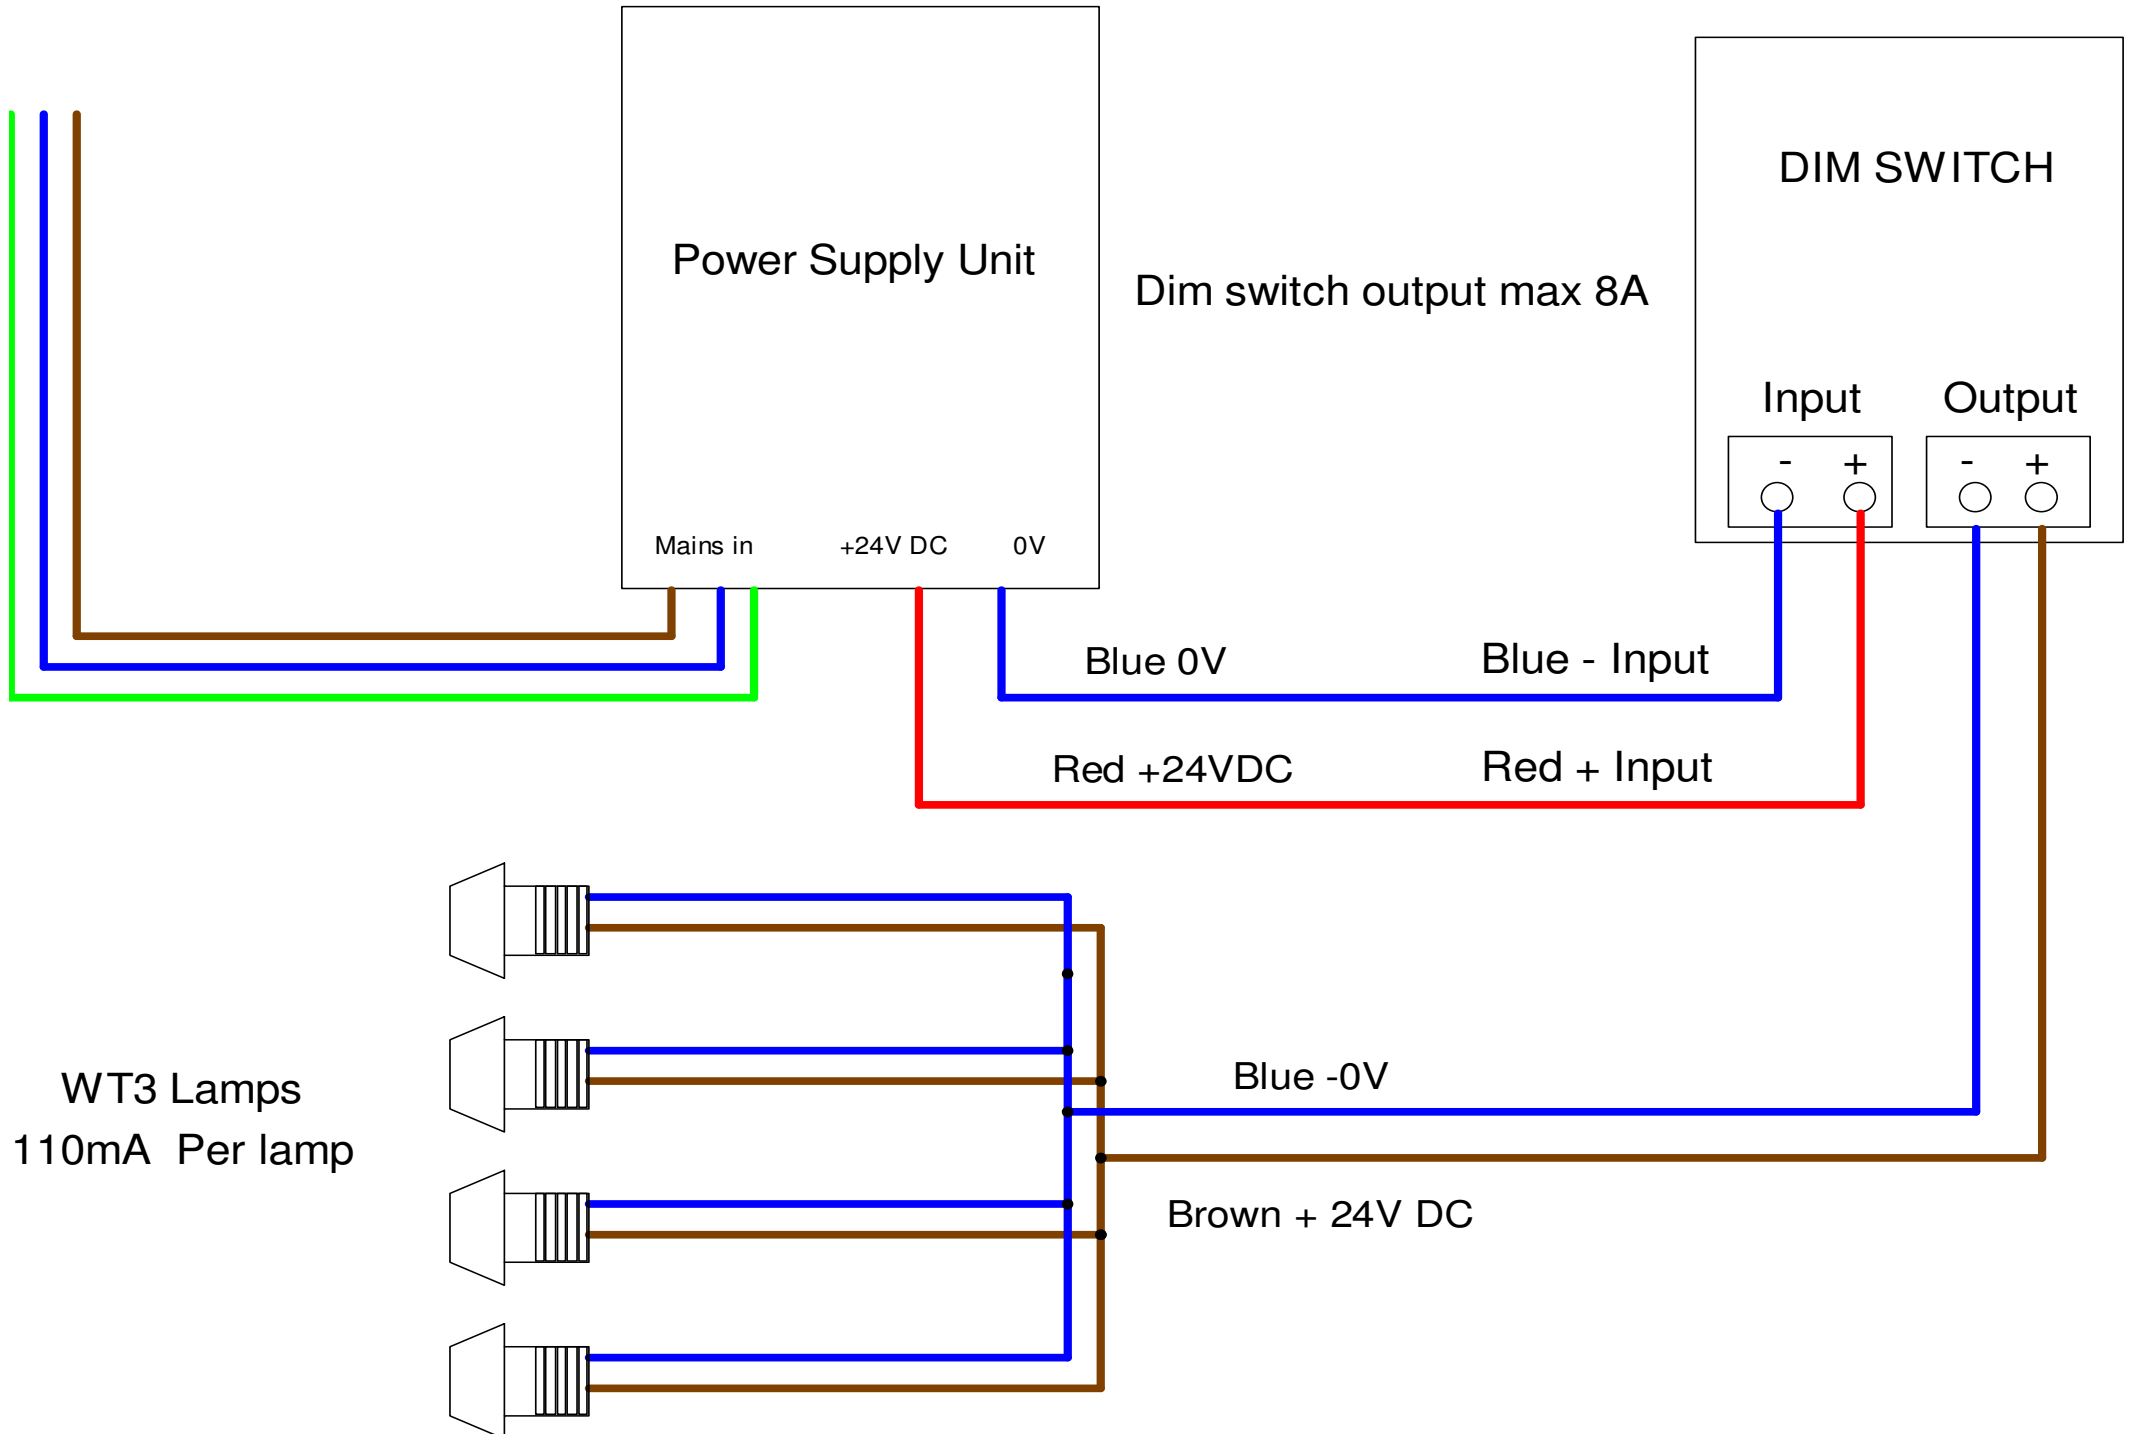 DIM SWITCH
Power Supply Unit
Dim switch output max 8A
Input Output
- + - +
Mains in +24V DC 0V
Blue 0V Blue - Input
Red +24VDC Red + Input
WT3 Lamps
110mA Per lamp
Blue -0V
Brown + 24V DC